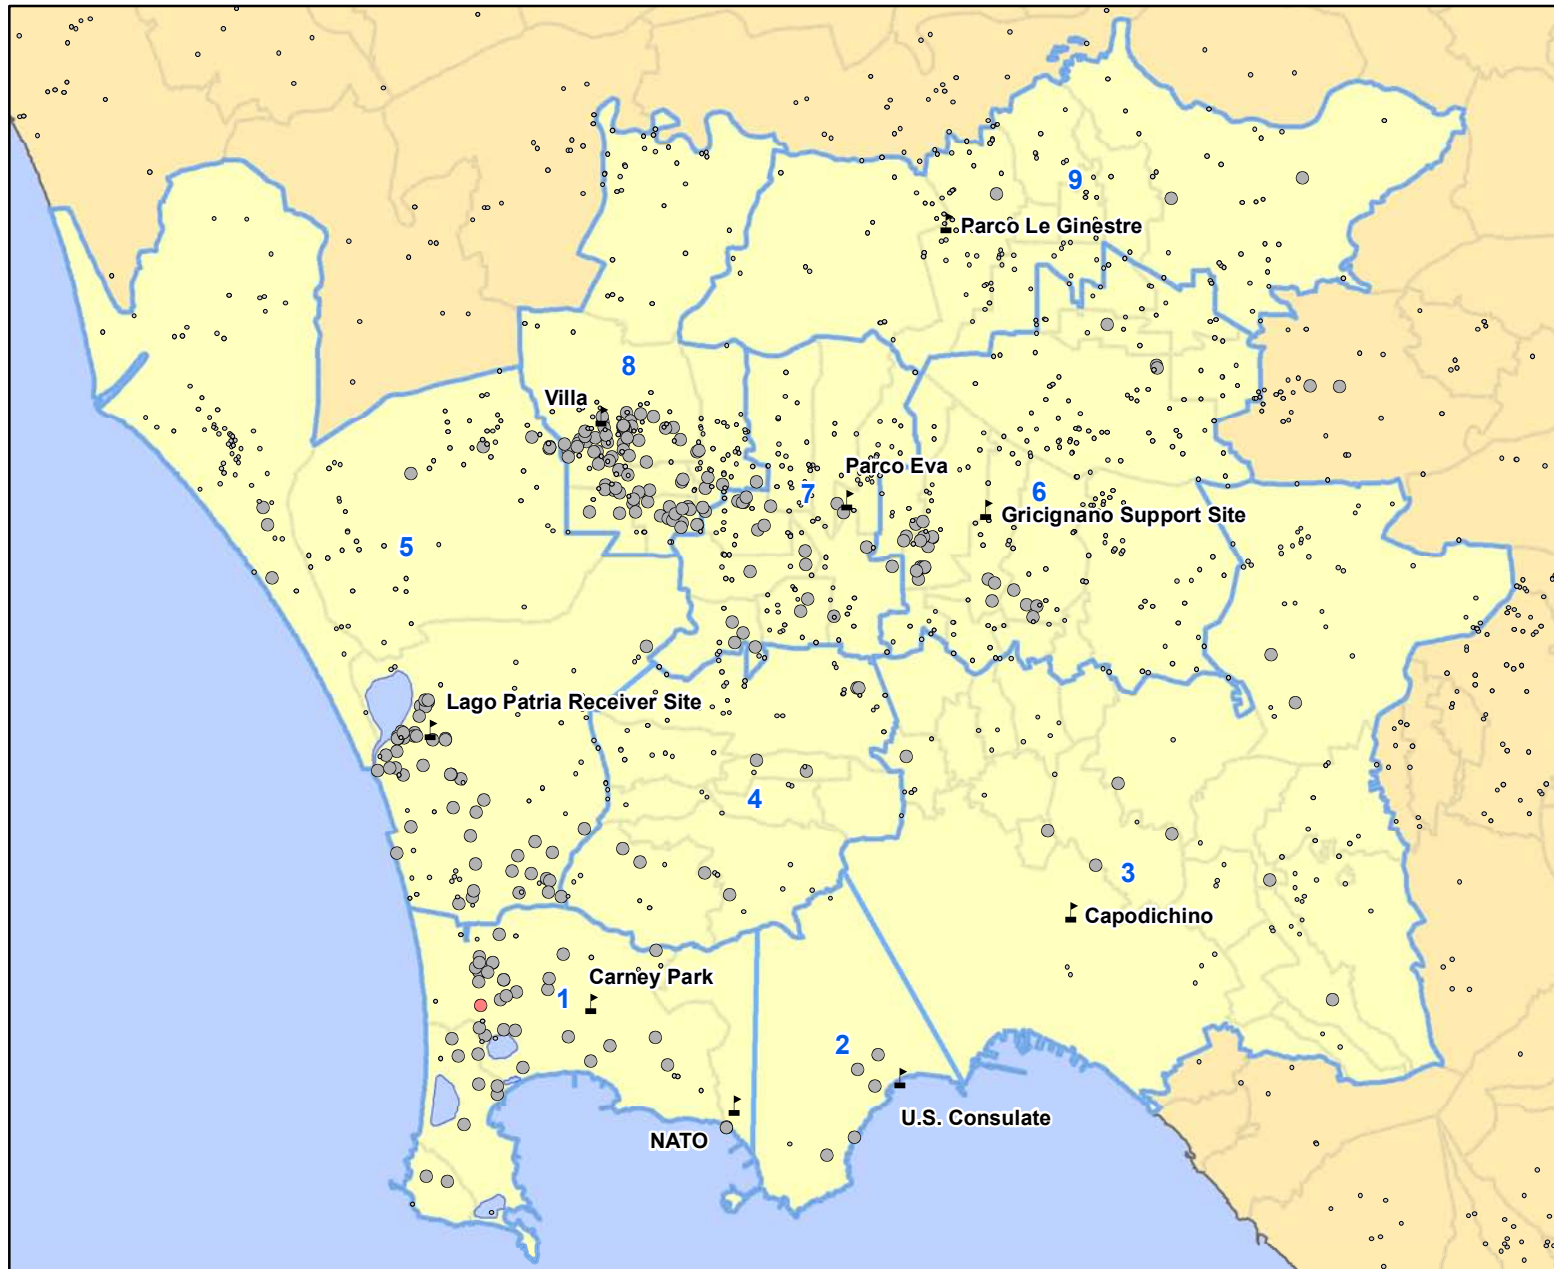 9
Parco Le Ginestre
8
Villa
Parco Eva
7
6
Gricignano Support Site
5
Lago Patria Receiver Site
4
3
Capodichino
Carney Park
1
2
U.S. Consulate
NATO